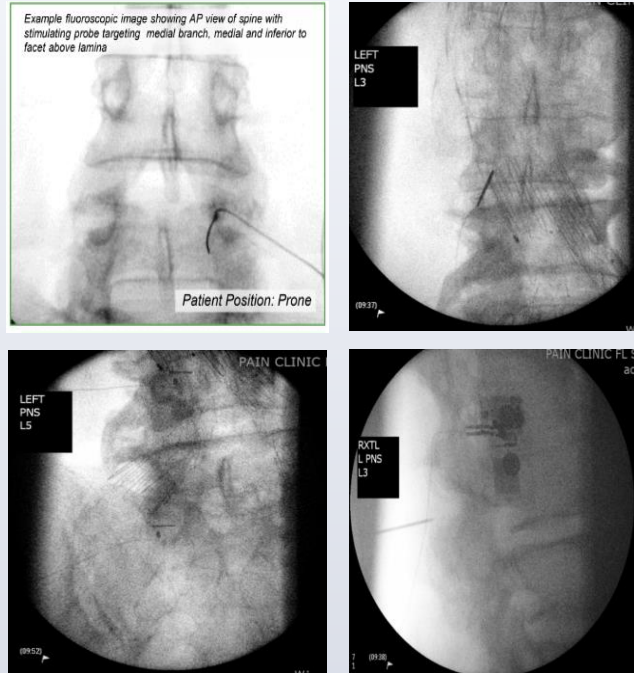 Example fluoroscopic image showing AP view of spine with
stimulating probe targeting medial branch, medial and inferior to
facet above lamina
Patient Position: Prone
LEFT
PNS
L3
(09:37)
PAIN CLINIC
LEFT
PNS
L5
(09:52)
PAIN CLINIC FL S
RXTL
L PNS
L3
7
1
(09:38)